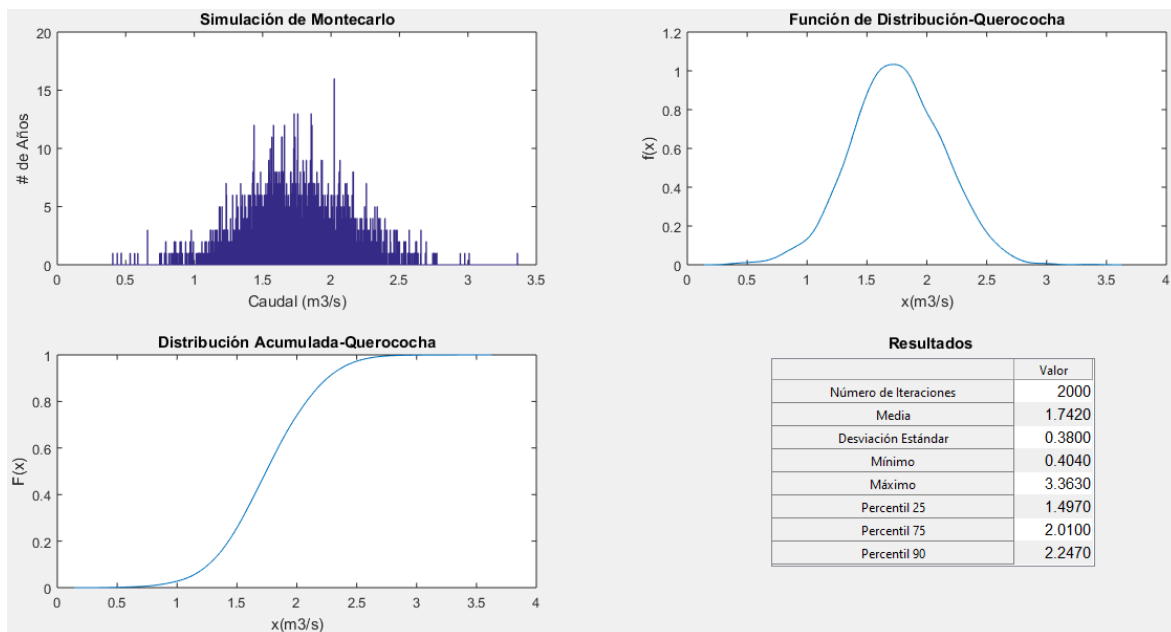 Simulación de Montecarlo
20
15
10
5
0
# de Años
0 0.5 1 1.5 2 2.5 3 3.5
Caudal (m3/s)
Función de Distribución-Querococha
1.2
1
0.8
0.6
0.4
0.2
0
f(x)
0 0.5 1 1.5 2 2.5 3 3.5 4
x(m3/s)
Distribución Acumulada-Querococha
1
0.8
0.6
0.4
0.2
0
F(x)
0 0.5 1 1.5 2 2.5 3 3.5 4
x(m3/s)
Resultados
Valor
Número de Iteraciones 2000
Media 1.7420
Desviación Estándar 0.3800
Mínimo 0.4040
Máximo 3.3630
Percentil 25 1.4970
Percentil 75 2.0100
Percentil 90 2.2470